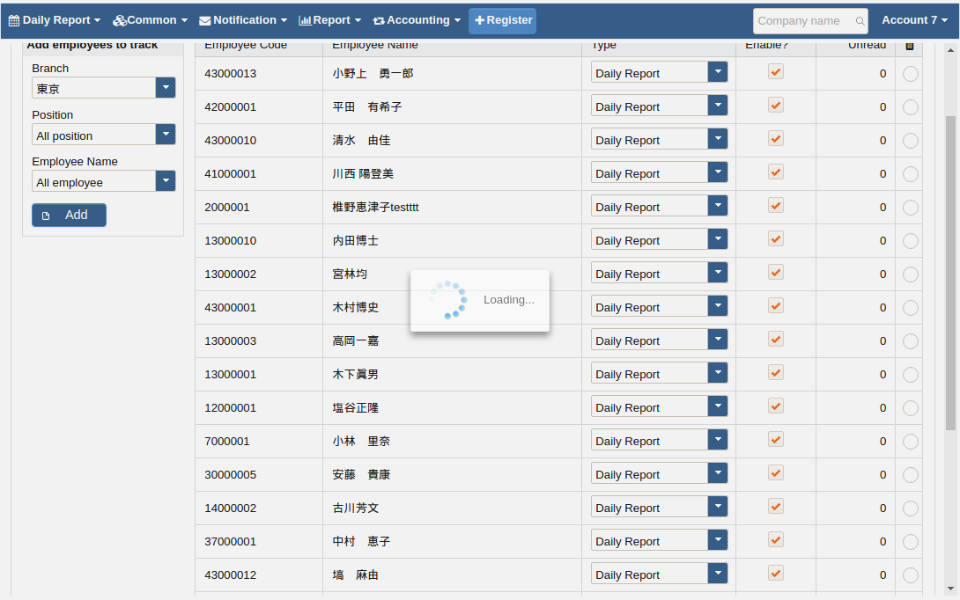 Daily Report Common Notification Report Accounting Register Company name Account 7
Add employees to track
Branch
東京
Position
All position
Employee Name
All employee
Add
Employee Code Employee Name Type Enable? Unread
43000013 小野上　勇一郎 Daily Report 0
42000001 平田　有希子 Daily Report 0
43000010 清水　由佳 Daily Report 0
41000001 川西 陽登美 Daily Report 0
2000001 椎野恵津子testttt Daily Report 0
13000010 内田博士 Daily Report 0
13000002 宮林均 Daily Report 0
43000001 木村博史 Daily Report 0
13000003 高岡一嘉 Daily Report 0
13000001 木下眞男 Daily Report 0
12000001 塩谷正隆 Daily Report 0
7000001 小林　里奈 Daily Report 0
30000005 安藤　貴康 Daily Report 0
14000002 古川芳文 Daily Report 0
37000001 中村　恵子 Daily Report 0
43000012 塙　麻由 Daily Report 0
Loading...